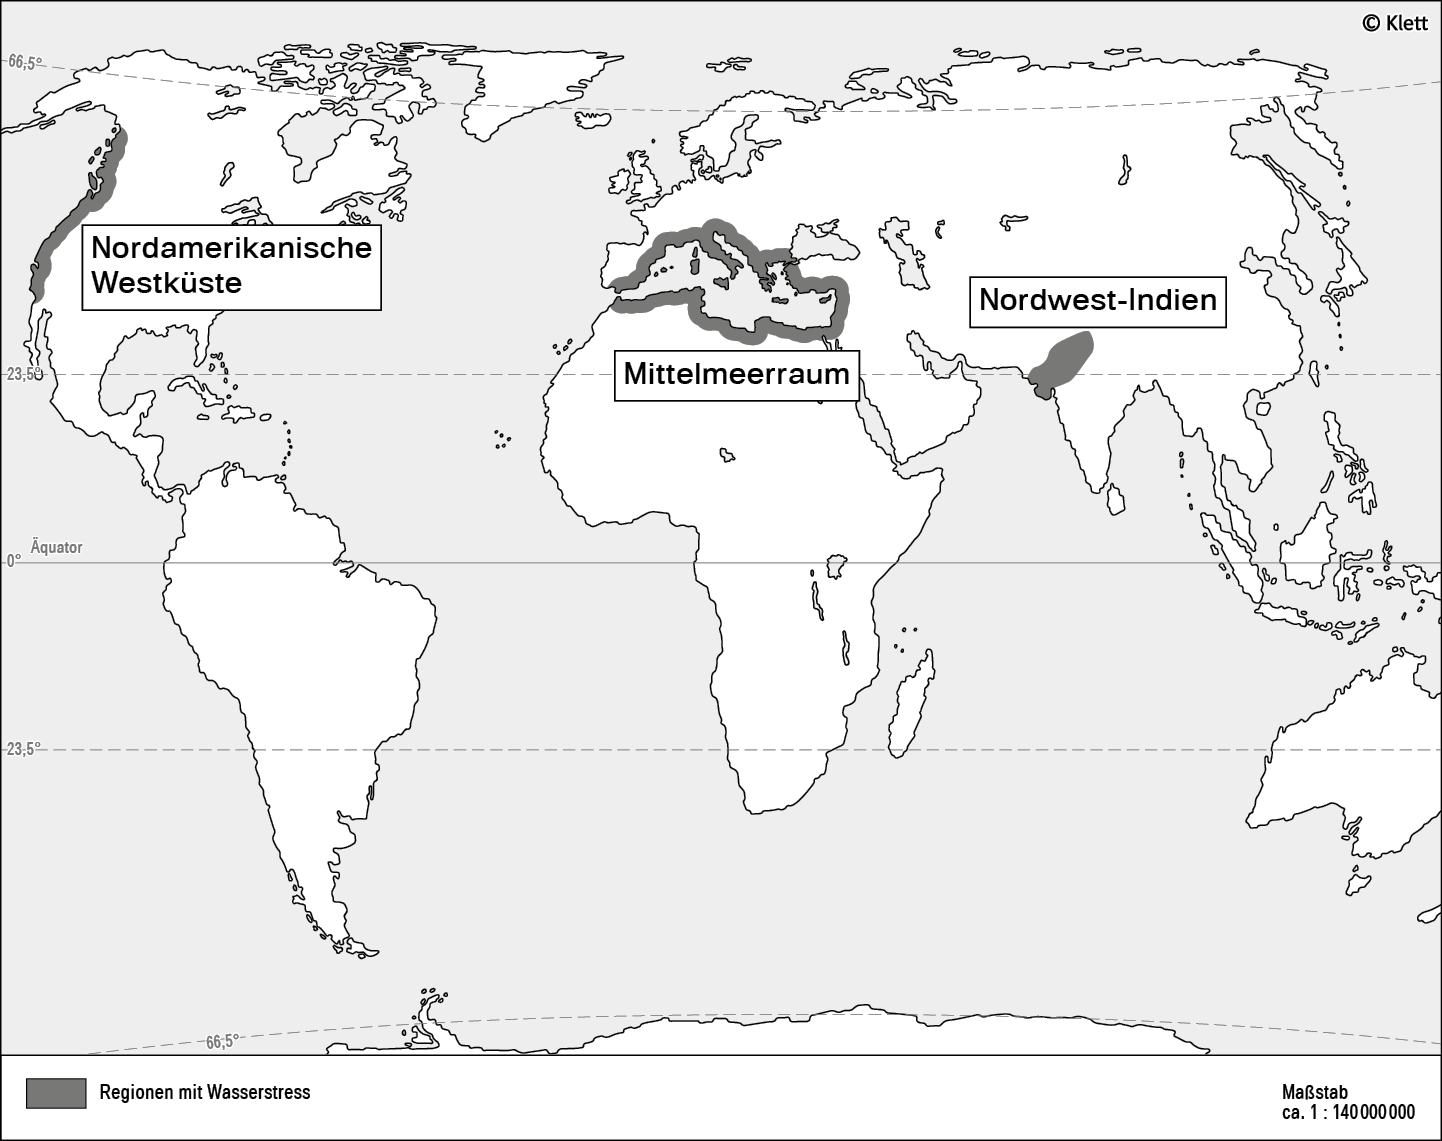 © Klett
66,5°
Nordamerikanische
Westküste
Nordwest-Indien
23,5°
Mittelmeerraum
Äquator
0°
23,5°
66,5°
Regionen mit Wasserstress
Maßstab
ca. 1 : 140 000 000